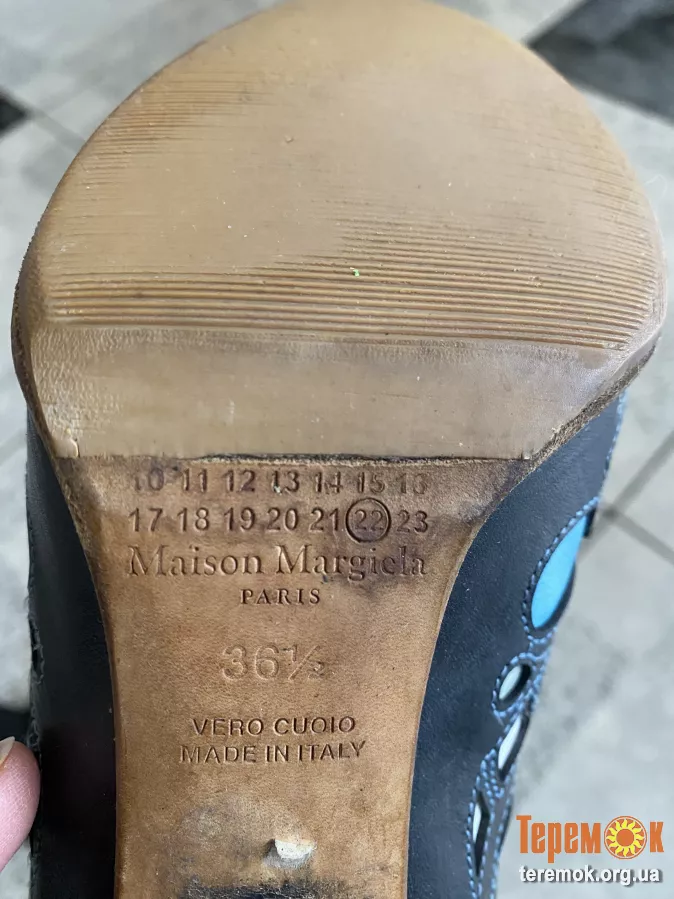 10 11 12 13 14 15 16
17 18 19 20 21 22 23
Maison Margiela
PARIS
36½
VERO CUOIO
MADE IN ITALY
ТеремОк
teremok.org.ua